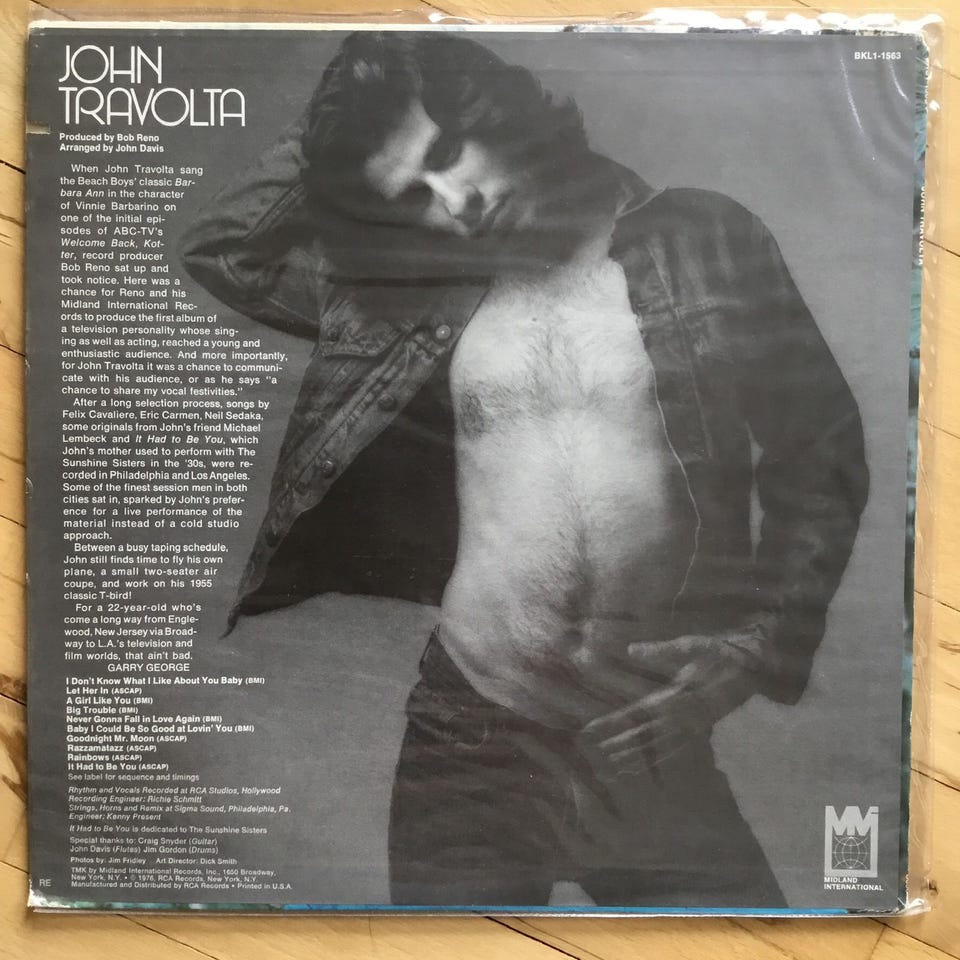 JOHN
TRAVOLTA
BKL1-1563
Produced by Bob Reno
Arranged by John Davis
When John Travolta sang
the Beach Boys' classic Bar-
bara Ann in the character
of Vinnie Barbarino on
one of the initial epi-
sodes of ABC-TV's
Welcome Back, Kot-
ter, record producer
Bob Reno sat up and
took notice. Here was a
chance for Reno and his
Midland International Rec-
ords to produce the first album of
a television personality whose sing-
ing as well as acting, reached a young and
enthusiastic audience. And more importantly,
for John Travolta it was a chance to communi-
cate with his audience, or as he says "a
chance to share my vocal festivities."
After a long selection process, songs by
Felix Cavaliere, Eric Carmen, Neil Sedaka,
some originals from John's friend Michael
Lembeck and It Had to Be You, which
John's mother used to perform with The
Sunshine Sisters in the '30s, were re-
corded in Philadelphia and Los Angeles.
Some of the finest session men in both
cities sat in, sparked by John's prefer-
ence for a live performance of the
material instead of a cold studio
approach.
Between a busy taping schedule,
John still finds time to fly his own
plane, a small two-seater air
coupe, and work on his 1955
classic T-bird!
For a 22-year-old who's
come a long way from Engle-
wood, New Jersey via Broad-
way to L.A.'s television and
film worlds, that ain't bad.
GARRY GEORGE
I Don't Know What I Like About You Baby (BMI)
Let Her In (ASCAP)
A Girl Like You (BMI)
Big Trouble (BMI)
Never Gonna Fall in Love Again (BMI)
Baby I Could Be So Good at Lovin' You (BMI)
Goodnight Mr. Moon (ASCAP)
Razzamatazz (ASCAP)
Rainbows (ASCAP)
It Had to Be You (ASCAP)
See label for sequence and timings
Rhythm and Vocals Recorded at RCA Studios, Hollywood
Recording Engineer: Richie Schmitt
Strings, Horns and Remix at Sigma Sound, Philadelphia, Pa.
Engineer: Kenny Present
It Had to Be You is dedicated to The Sunshine Sisters
Special thanks to: Craig Snyder (Guitar)
John Davis (Flutes) Jim Gordon (Drums)
Photos by: Jim Fridley Art Director: Dick Smith
TMK by Midland International Records, Inc., 1650 Broadway,
New York, N.Y. • © 1976, RCA Records, New York, N.Y.
Manufactured and Distributed by RCA Records • Printed in U.S.A.
RE
MIDLAND
INTERNATIONAL
JOHN TRAVOLTA